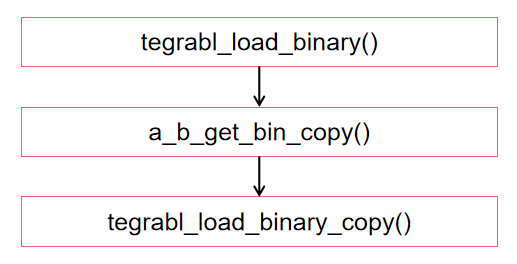 tegrabl_load_binary()
a_b_get_bin_copy()
tegrabl_load_binary_copy()